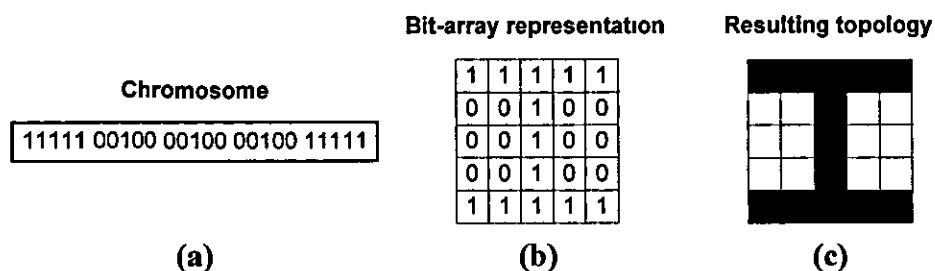 Chromosome
11111 00100 00100 00100 11111
(a)
Bit-array representation
1 1 1 1 1
0 0 1 0 0
0 0 1 0 0
0 0 1 0 0
1 1 1 1 1
(b)
Resulting topology
(c)